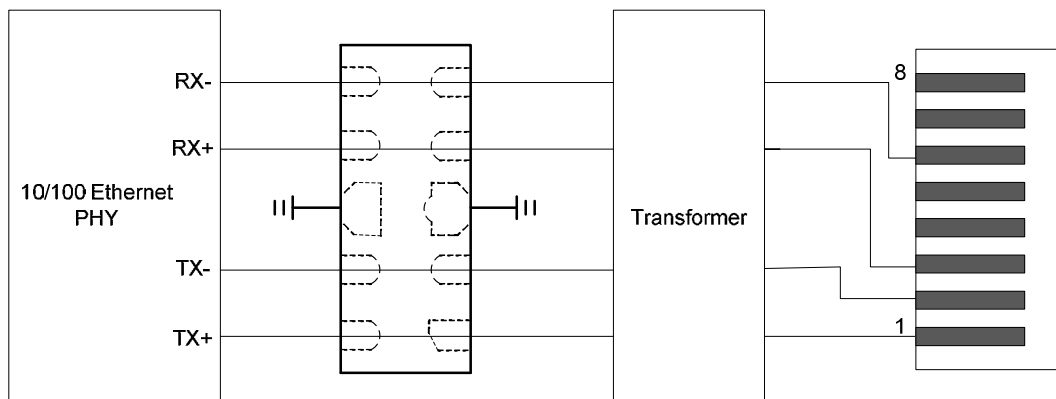 RX-
RX+
10/100 Ethernet
PHY
TX-
TX+
Transformer
8
1